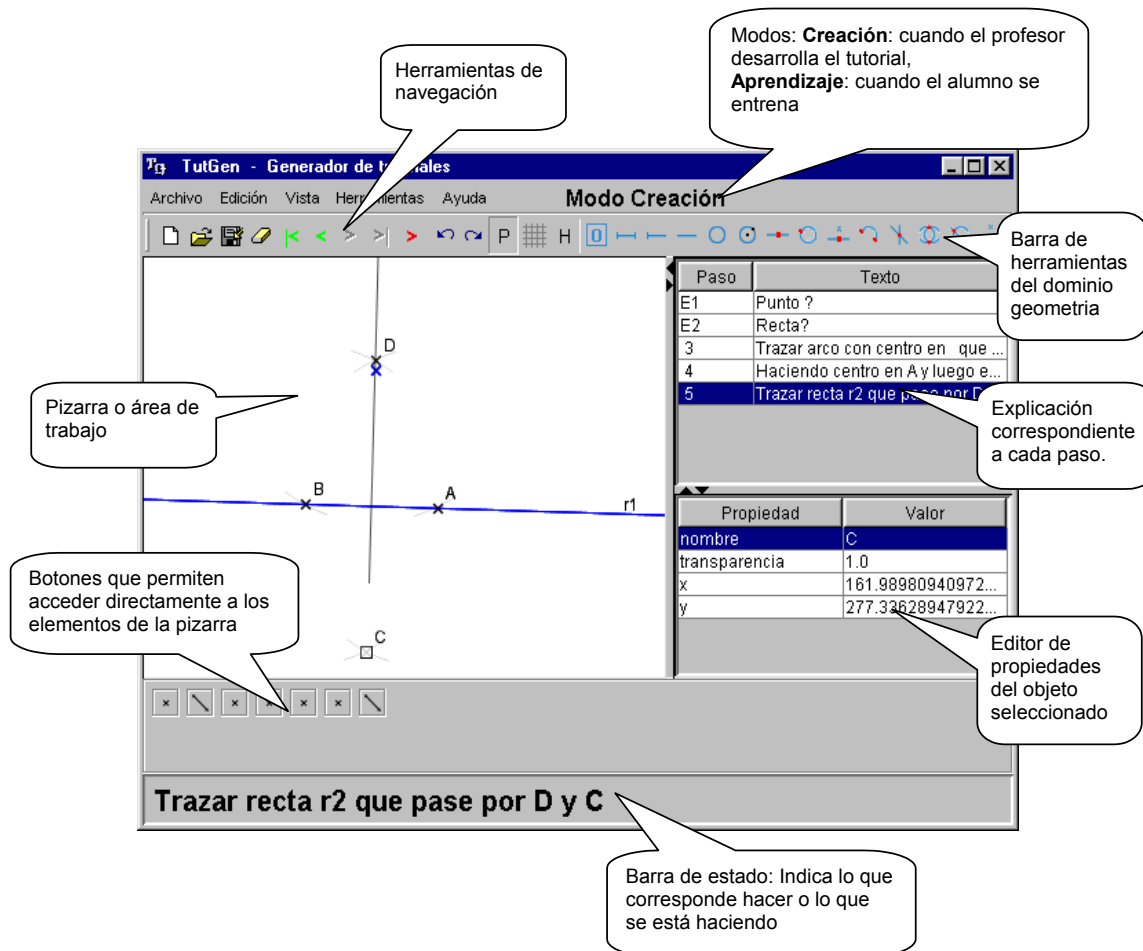 Modos: Creación: cuando el profesor
desarrolla el tutorial,
Aprendizaje: cuando el alumno se
entrena
Herramientas de
navegación
TutGen - Generador de tutoriales
Archivo Edición Vista Herramientas Ayuda Modo Creación
P H 0
Barra de
herramientas
del dominio
geometria
Paso Texto
E1 Punto ?
E2 Recta?
3 Trazar arco con centro en que ...
4 Haciendo centro en A y luego e...
5 Trazar recta r2 que pase por D
D
Pizarra o área de
trabajo
Explicación
correspondiente
a cada paso.
B A r1
Propiedad Valor
nombre C
transparencia 1.0
x 161.98980940972...
y 277.33628947922...
Botones que permiten
acceder directamente a los
elementos de la pizarra
C
Editor de
propiedades
del objeto
seleccionado
Trazar recta r2 que pase por D y C
Barra de estado: Indica lo que
corresponde hacer o lo que
se está haciendo